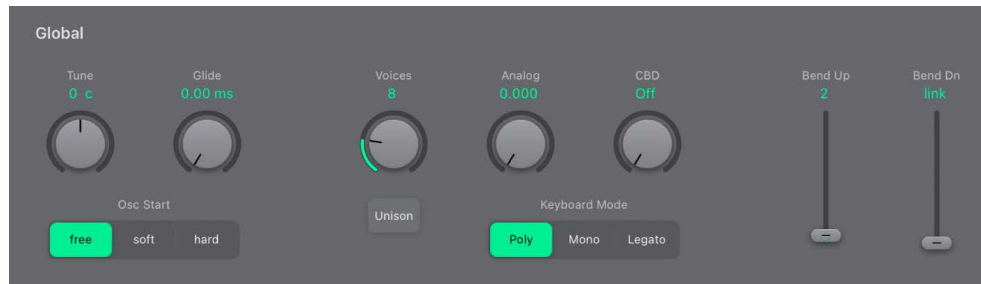 Global
Tune Glide Voices Analog CBD Bend Up Bend Dn
0 c 0.00 ms 8 0.000 Off 2 link
Osc Start Unison Keyboard Mode
free soft hard Poly Mono Legato